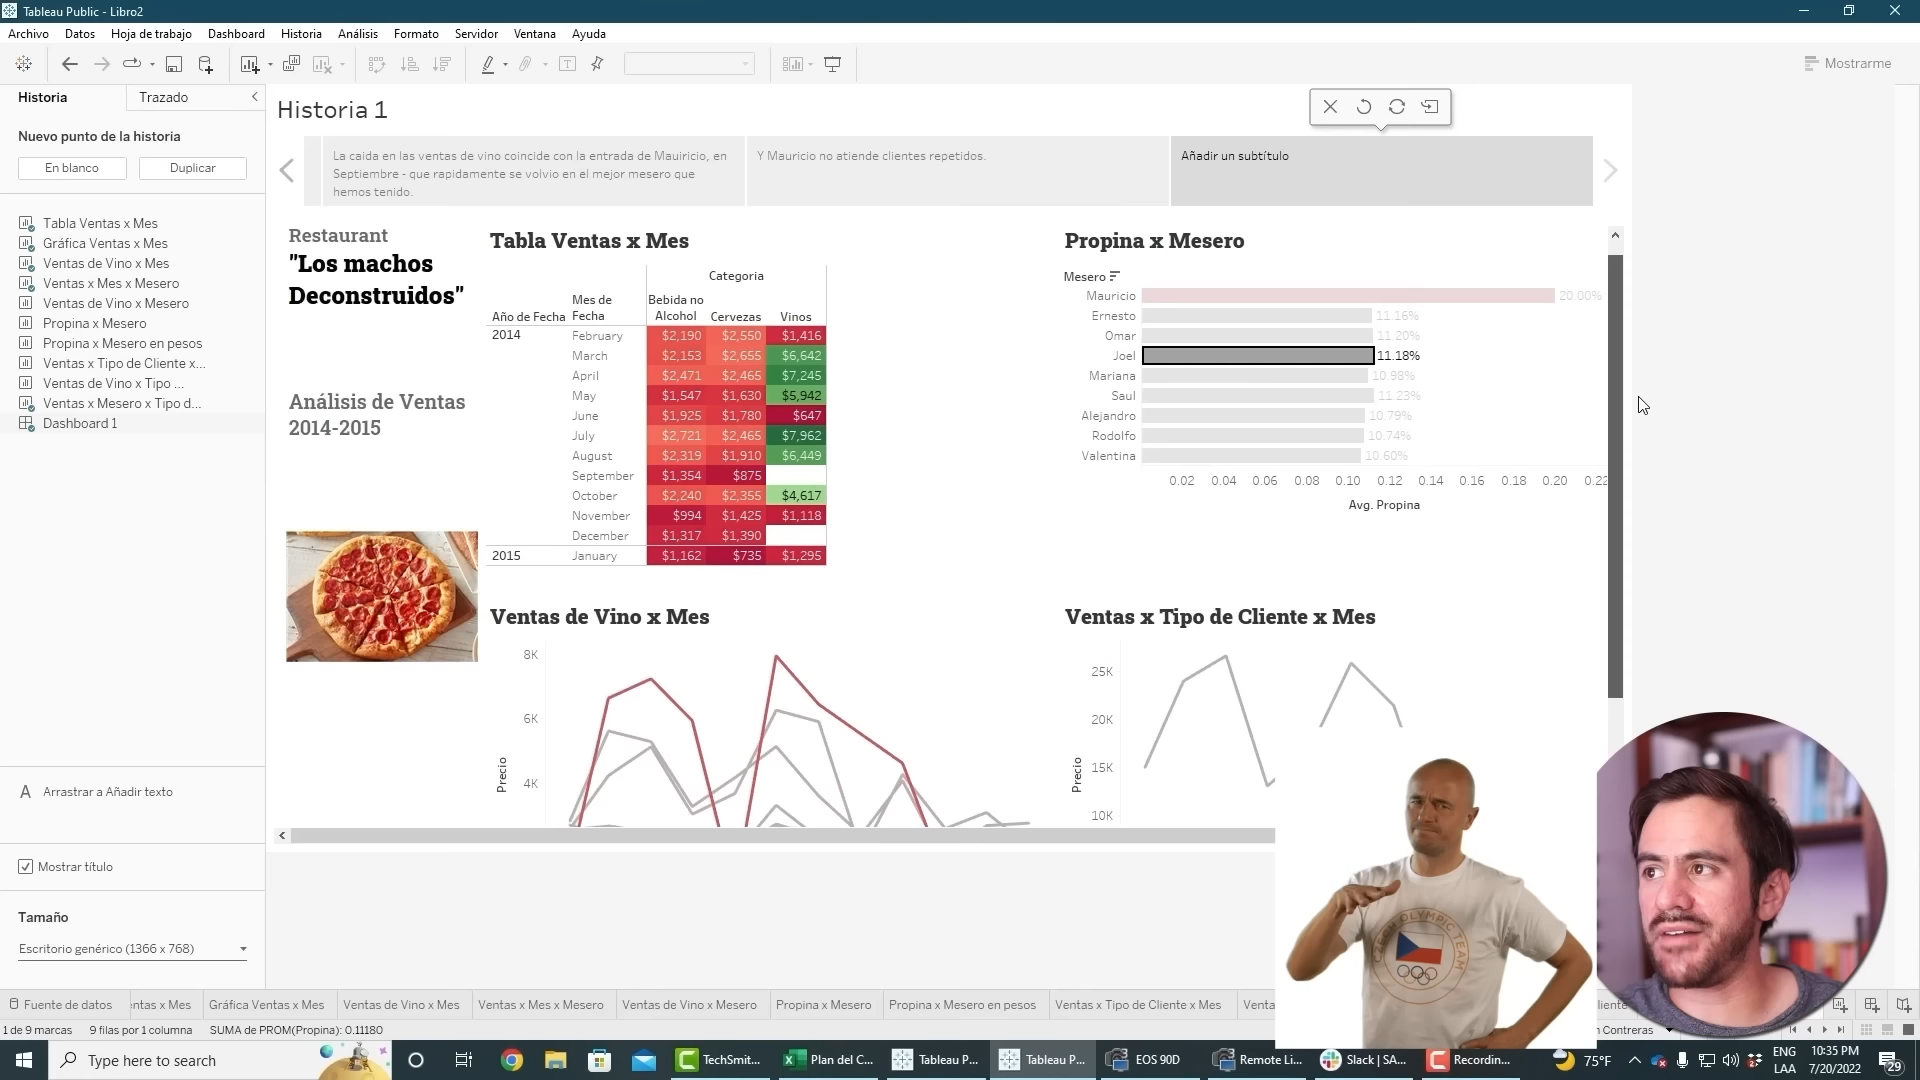 Tableau Public - Libro2
Archivo Datos Hoja de trabajo Dashboard Historia Análisis Formato Servidor Ventana Ayuda
Mostrarme
Historia Trazado
Nuevo punto de la historia
En blanco Duplicar
Tabla Ventas x Mes
Gráfica Ventas x Mes
Ventas de Vino x Mes
Ventas x Mes x Mesero
Ventas de Vino x Mesero
Propina x Mesero
Propina x Mesero en pesos
Ventas x Tipo de Cliente x...
Ventas de Vino x Tipo ...
Ventas x Mesero x Tipo d...
Dashboard 1
A Arrastrar a Añadir texto
Mostrar título
Tamaño
Escritorio genérico (1366 x 768)
Historia 1
La caida en las ventas de vino coincide con la entrada de Mauiricio, en
Septiembre - que rapidamente se volvio en el mejor mesero que
hemos tenido.
Y Mauricio no atiende clientes repetidos.
Añadir un subtítulo
Restaurant
"Los machos
Deconstruidos"
Análisis de Ventas
2014-2015
Tabla Ventas x Mes
Categoria
Año de Fecha Mes de Fecha Bebida no Alcohol Cervezas Vinos
2014 February $2,190 $2,550 $1,416
March $2,153 $2,655 $6,642
April $2,471 $2,465 $7,245
May $1,547 $1,630 $5,942
June $1,925 $1,780 $647
July $2,721 $2,465 $7,962
August $2,319 $1,910 $6,449
September $1,354 $875
October $2,240 $2,355 $4,617
November $994 $1,425 $1,118
December $1,317 $1,390
2015 January $1,162 $735 $1,295
Propina x Mesero
Mesero
Mauricio 20.00%
Ernesto 11.16%
Omar 11.20%
Joel 11.18%
Mariana 10.98%
Saul 11.23%
Alejandro 10.79%
Rodolfo 10.74%
Valentina 10.60%
0.02 0.04 0.06 0.08 0.10 0.12 0.14 0.16 0.18 0.20 0.22
Avg. Propina
Ventas de Vino x Mes
8K
6K
4K
Precio
Ventas x Tipo de Cliente x Mes
25K
20K
15K
10K
Precio
CZECH OLYMPIC TEAM
Fuente de datos ntas x Mes Gráfica Ventas x Mes Ventas de Vino x Mes Ventas x Mes x Mesero Ventas de Vino x Mesero Propina x Mesero Propina x Mesero en pesos Ventas x Tipo de Cliente x Mes Venta
1 de 9 marcas 9 filas por 1 columna SUMA de PROM(Propina): 0.11180
n Contreras
Type here to search
TechSmit... Plan del C... Tableau P... Tableau P... EOS 90D Remote Li... Slack | SA... Recordin...
75°F ENG LAA 10:35 PM 7/20/2022 29